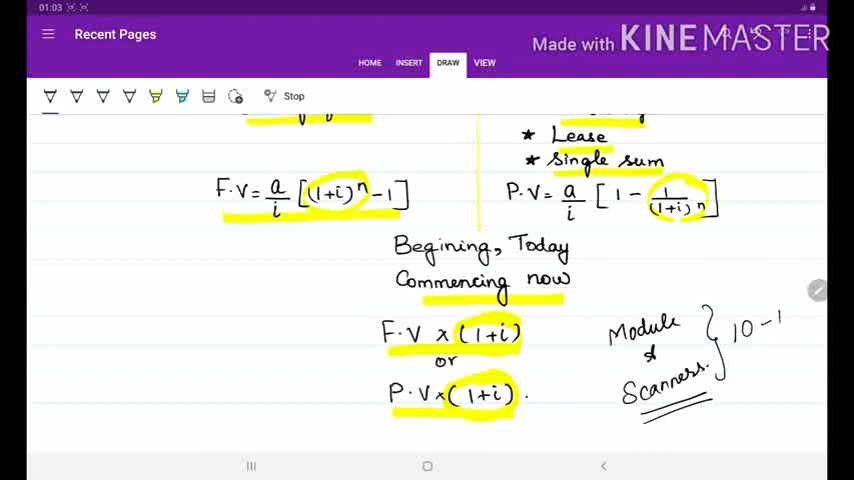 01:03
Recent Pages
Made with KINEMASTER
HOME INSERT DRAW VIEW
Stop
* Lease
* Single sum
F.V = a/i [(1+i)^n - 1]
P.V = a/i [1 - 1/(1+i)^n]
Begining, Today
Commencing now
F.V x (1+i)
or
P.V x (1+i).
Module
&
Scanners.
} 10-1